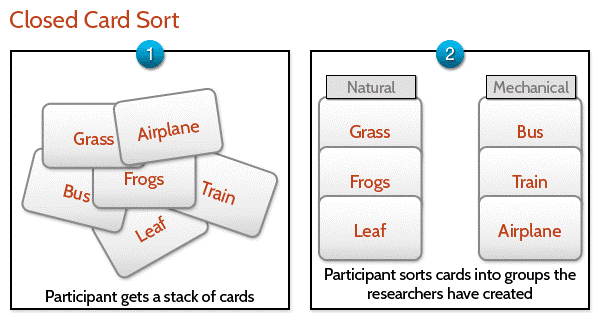 Closed Card Sort
1
Grass
Airplane
Bus
Frogs
Train
Leaf
Participant gets a stack of cards
2
Natural
Grass
Frogs
Leaf
Mechanical
Bus
Train
Airplane
Participant sorts cards into groups the
researchers have created